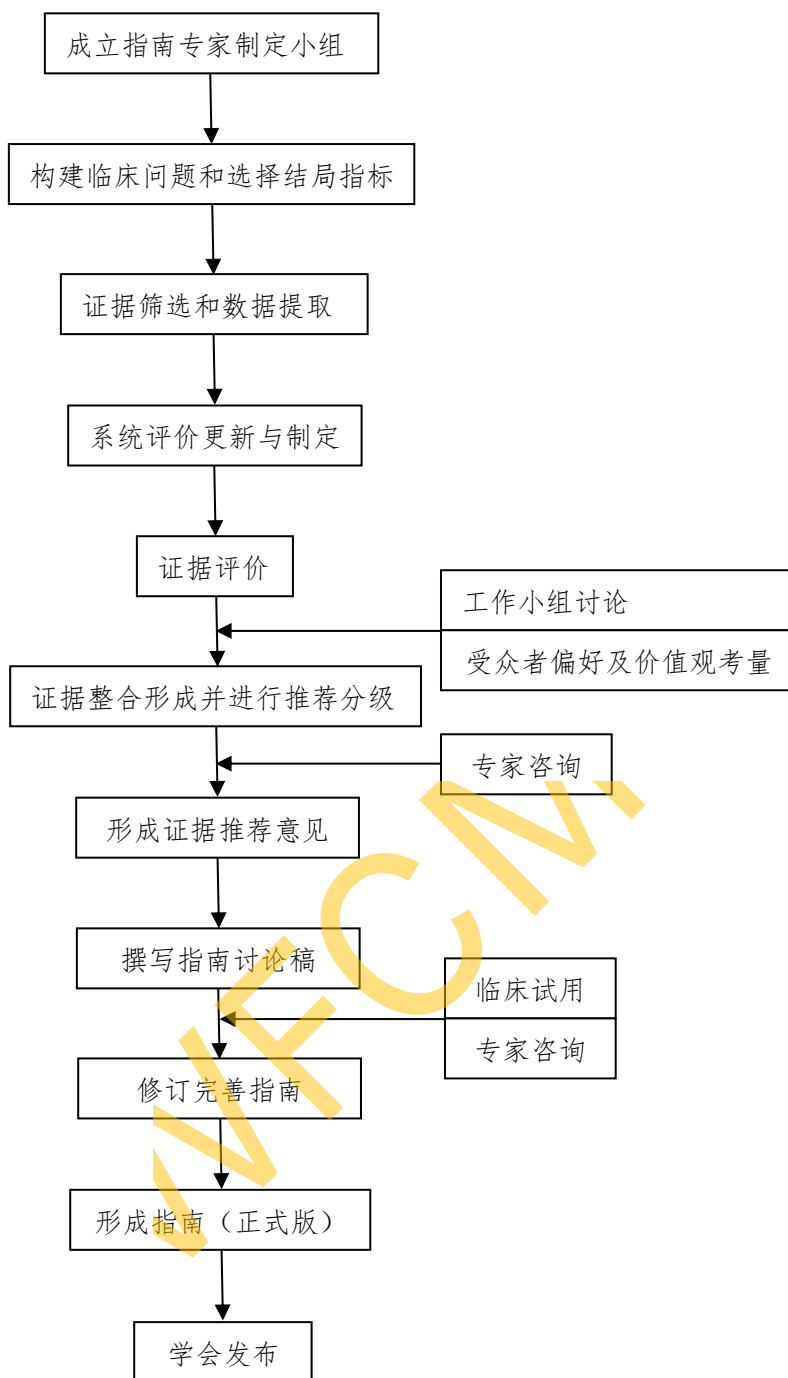 成立指南专家制定小组
构建临床问题和选择结局指标
证据筛选和数据提取
系统评价更新与制定
证据评价
工作小组讨论
受众者偏好及价值观考量
证据整合形成并进行推荐分级
专家咨询
形成证据推荐意见
撰写指南讨论稿
临床试用
专家咨询
修订完善指南
形成指南（正式版）
学会发布
WFCM